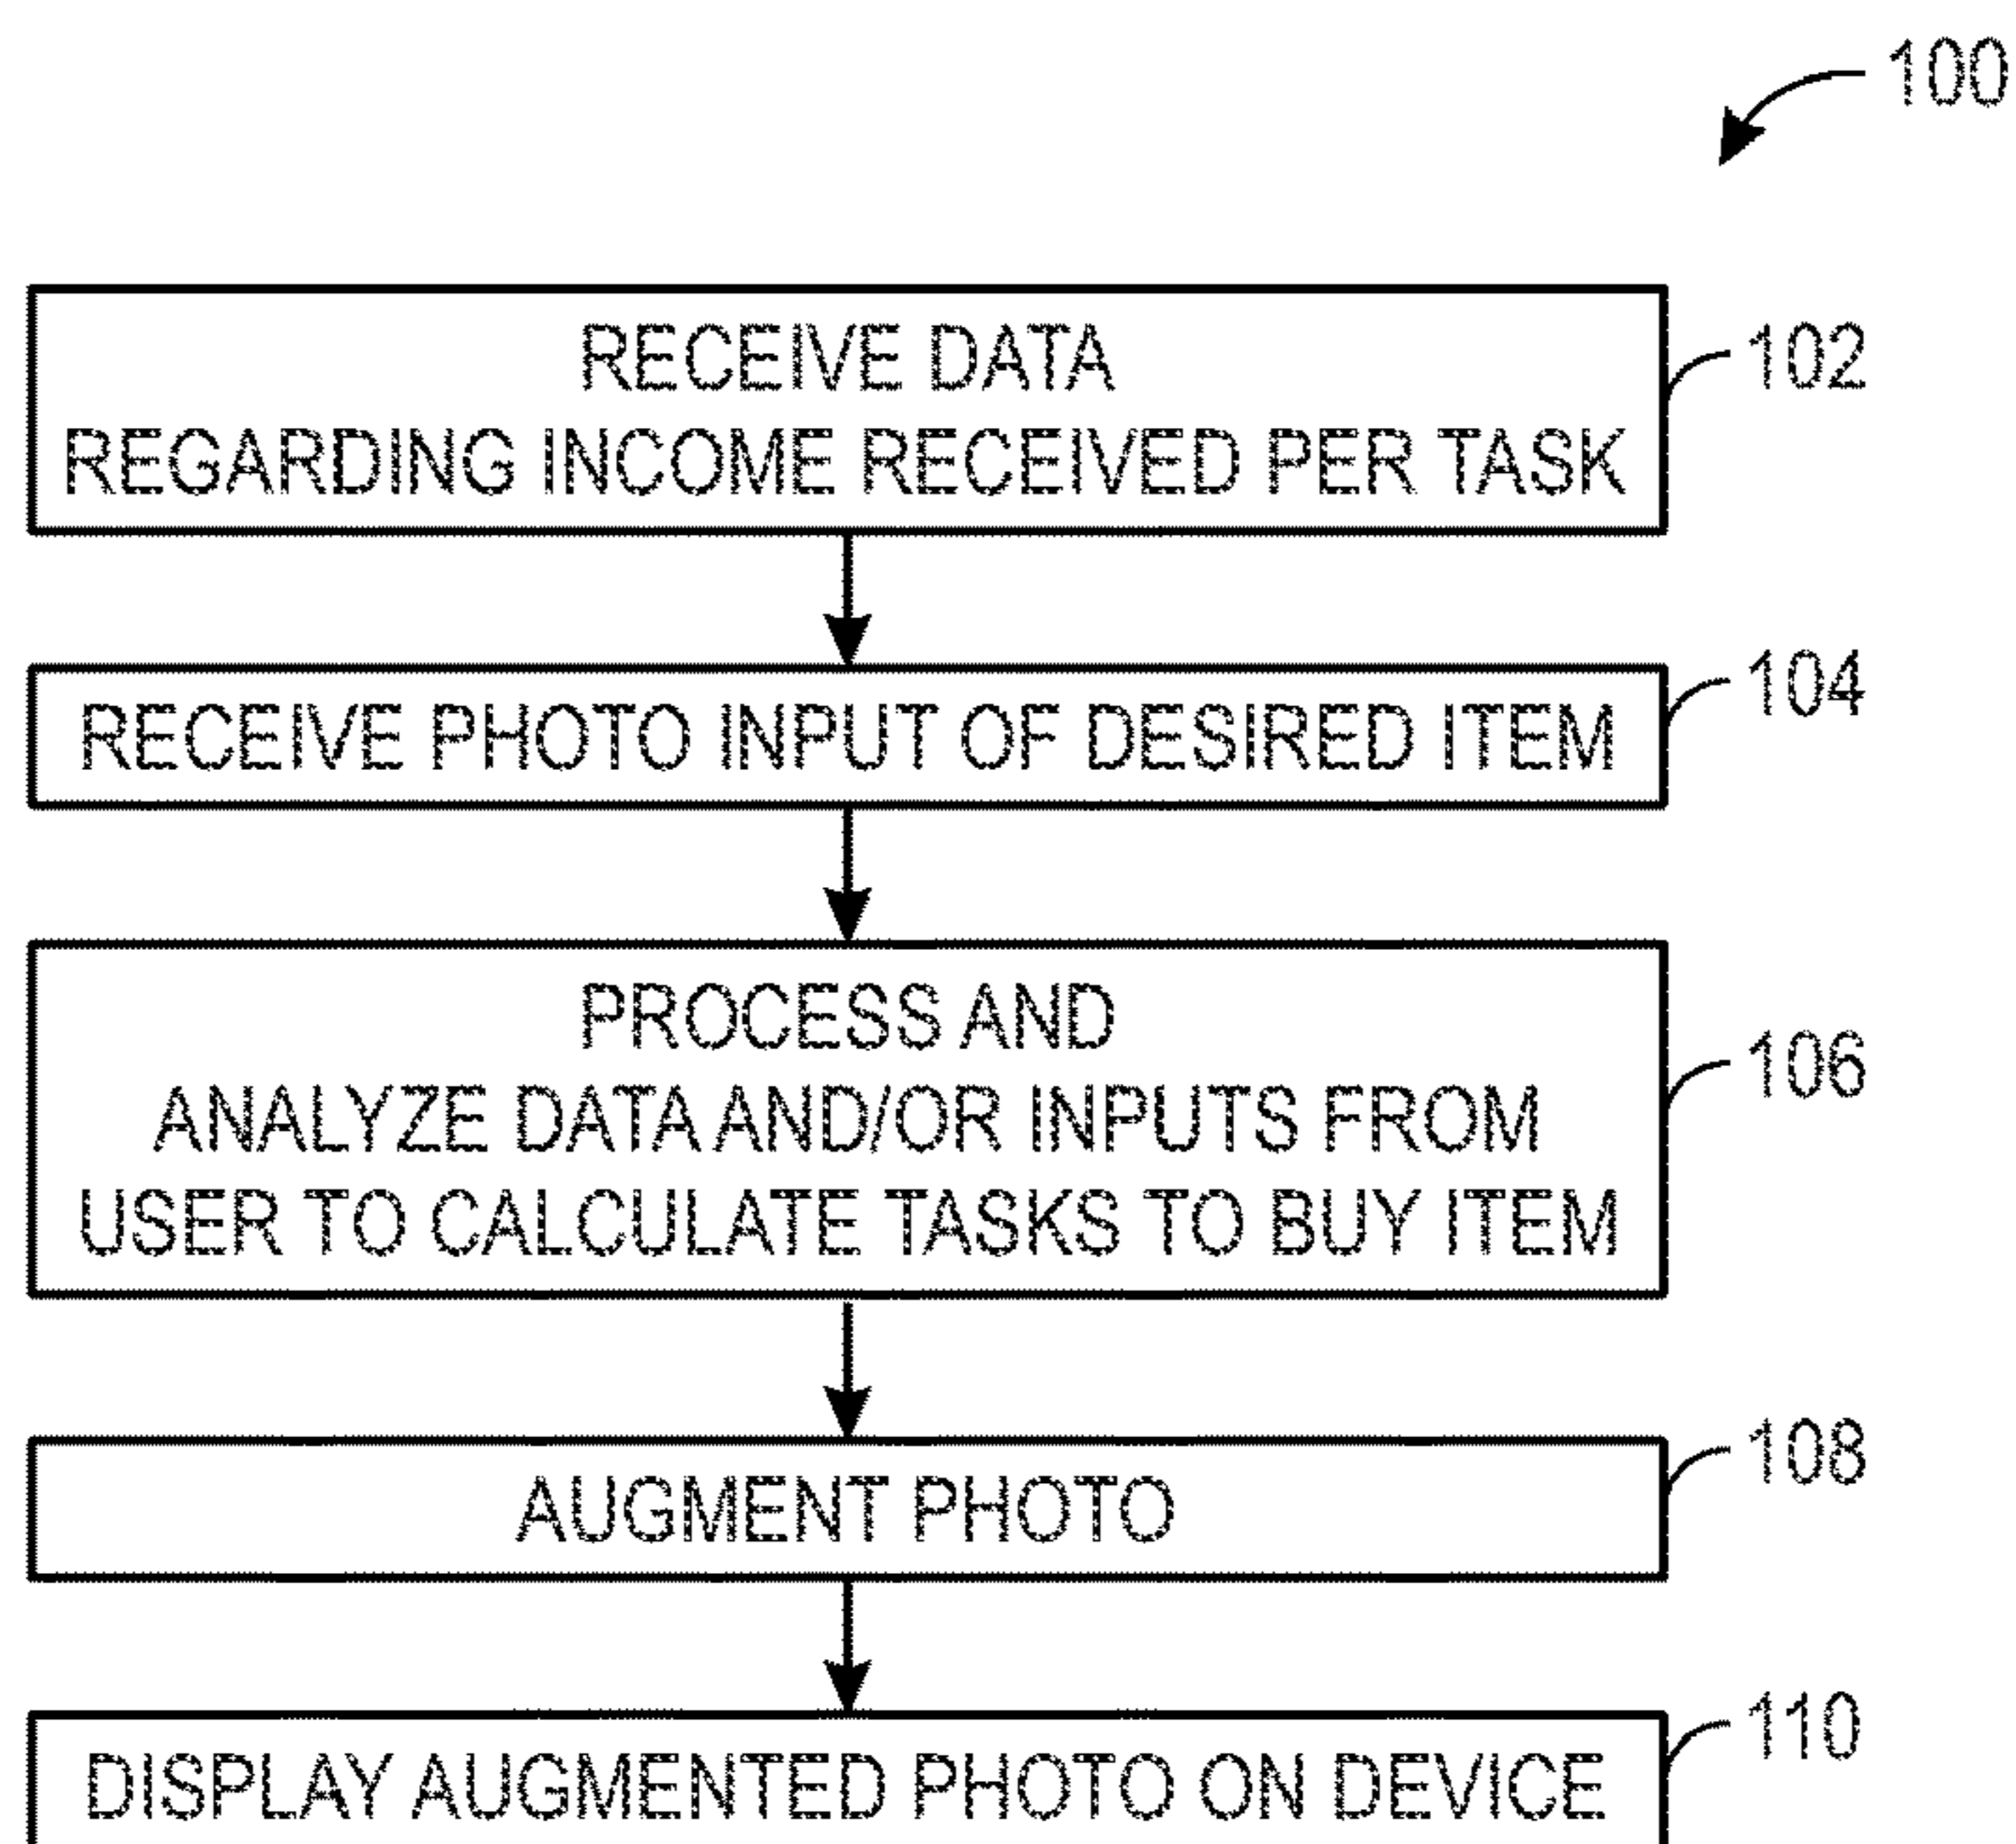 100
RECEIVE DATA
REGARDING INCOME RECEIVED PER TASK
102
RECEIVE PHOTO INPUT OF DESIRED ITEM
104
PROCESS AND
ANALYZE DATA AND/OR INPUTS FROM
USER TO CALCULATE TASKS TO BUY ITEM
106
AUGMENT PHOTO
108
DISPLAY AUGMENTED PHOTO ON DEVICE
110